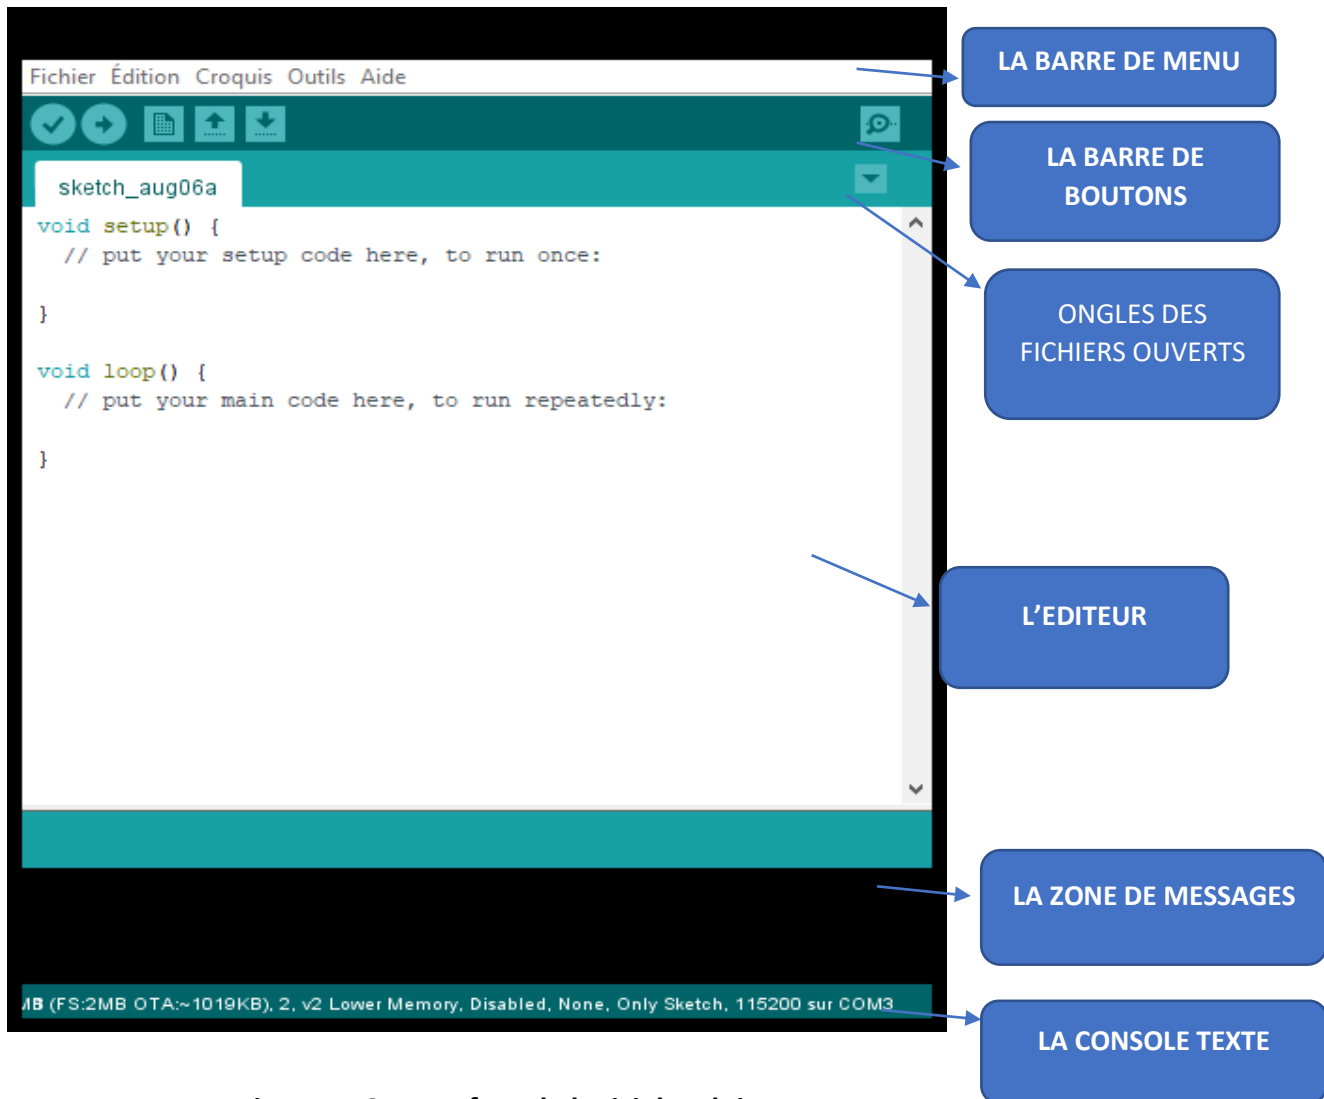 LA BARRE DE MENU
Fichier Édition Croquis Outils Aide
LA BARRE DE
BOUTONS
sketch_aug06a
void setup() {
// put your setup code here, to run once:
}
void loop() {
// put your main code here, to run repeatedly:
}
ONGLES DES
FICHIERS OUVERTS
L’EDITEUR
LA ZONE DE MESSAGES
(FS:2MB OTA:~1019KB), 2, v2 Lower Memory, Disabled, None, Only Sketch, 115200 sur COM3
LA CONSOLE TEXTE